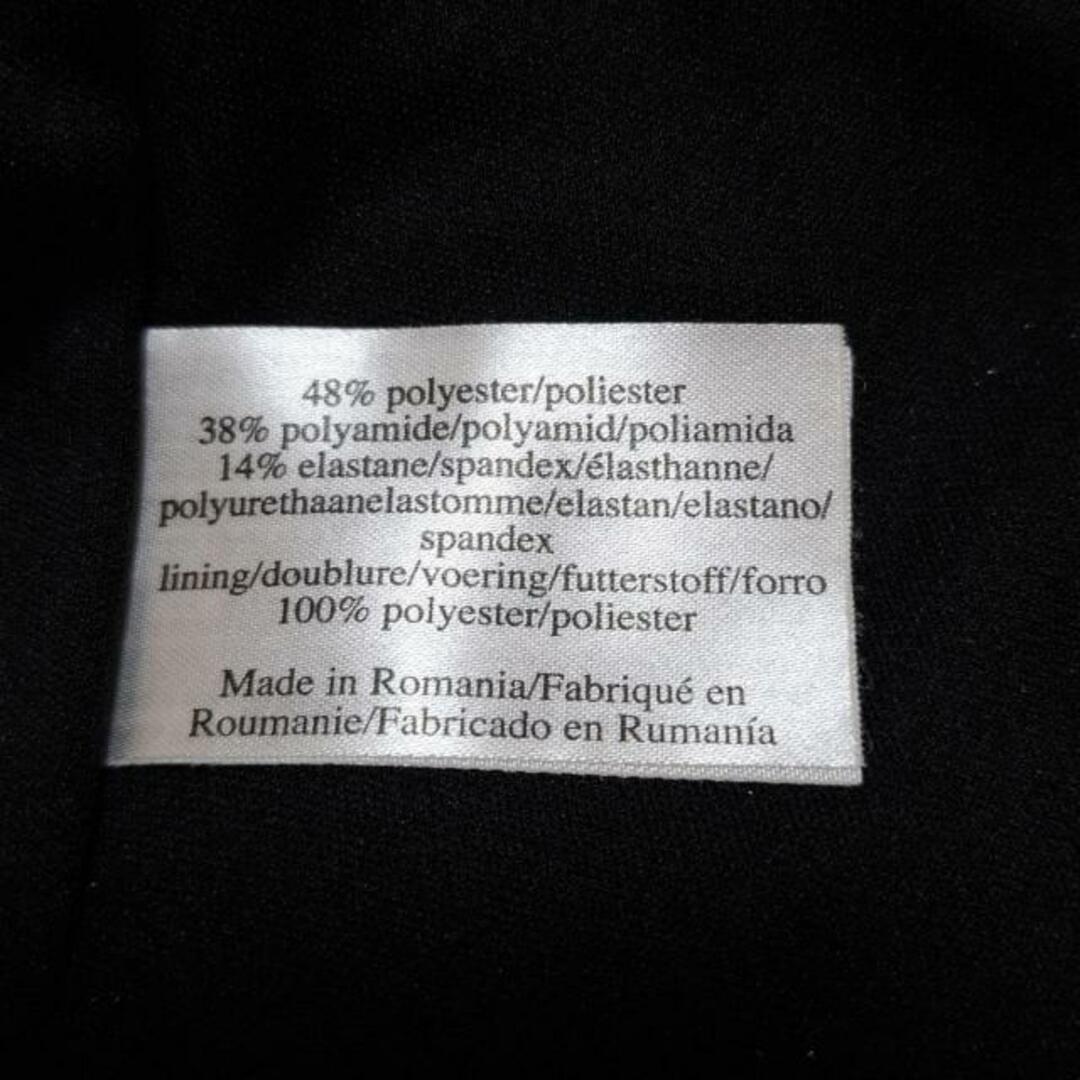 48% polyester/poliester
38% polyamide/polyamid/poliamida
14% elastane/spandex/élasthanne/
polyurethaanelastomme/elastan/elastano/
spandex
lining/doublure/voering/futterstoff/forro
100% polyester/poliester
Made in Romania/Fabriqué en
Roumanie/Fabricado en Rumanía